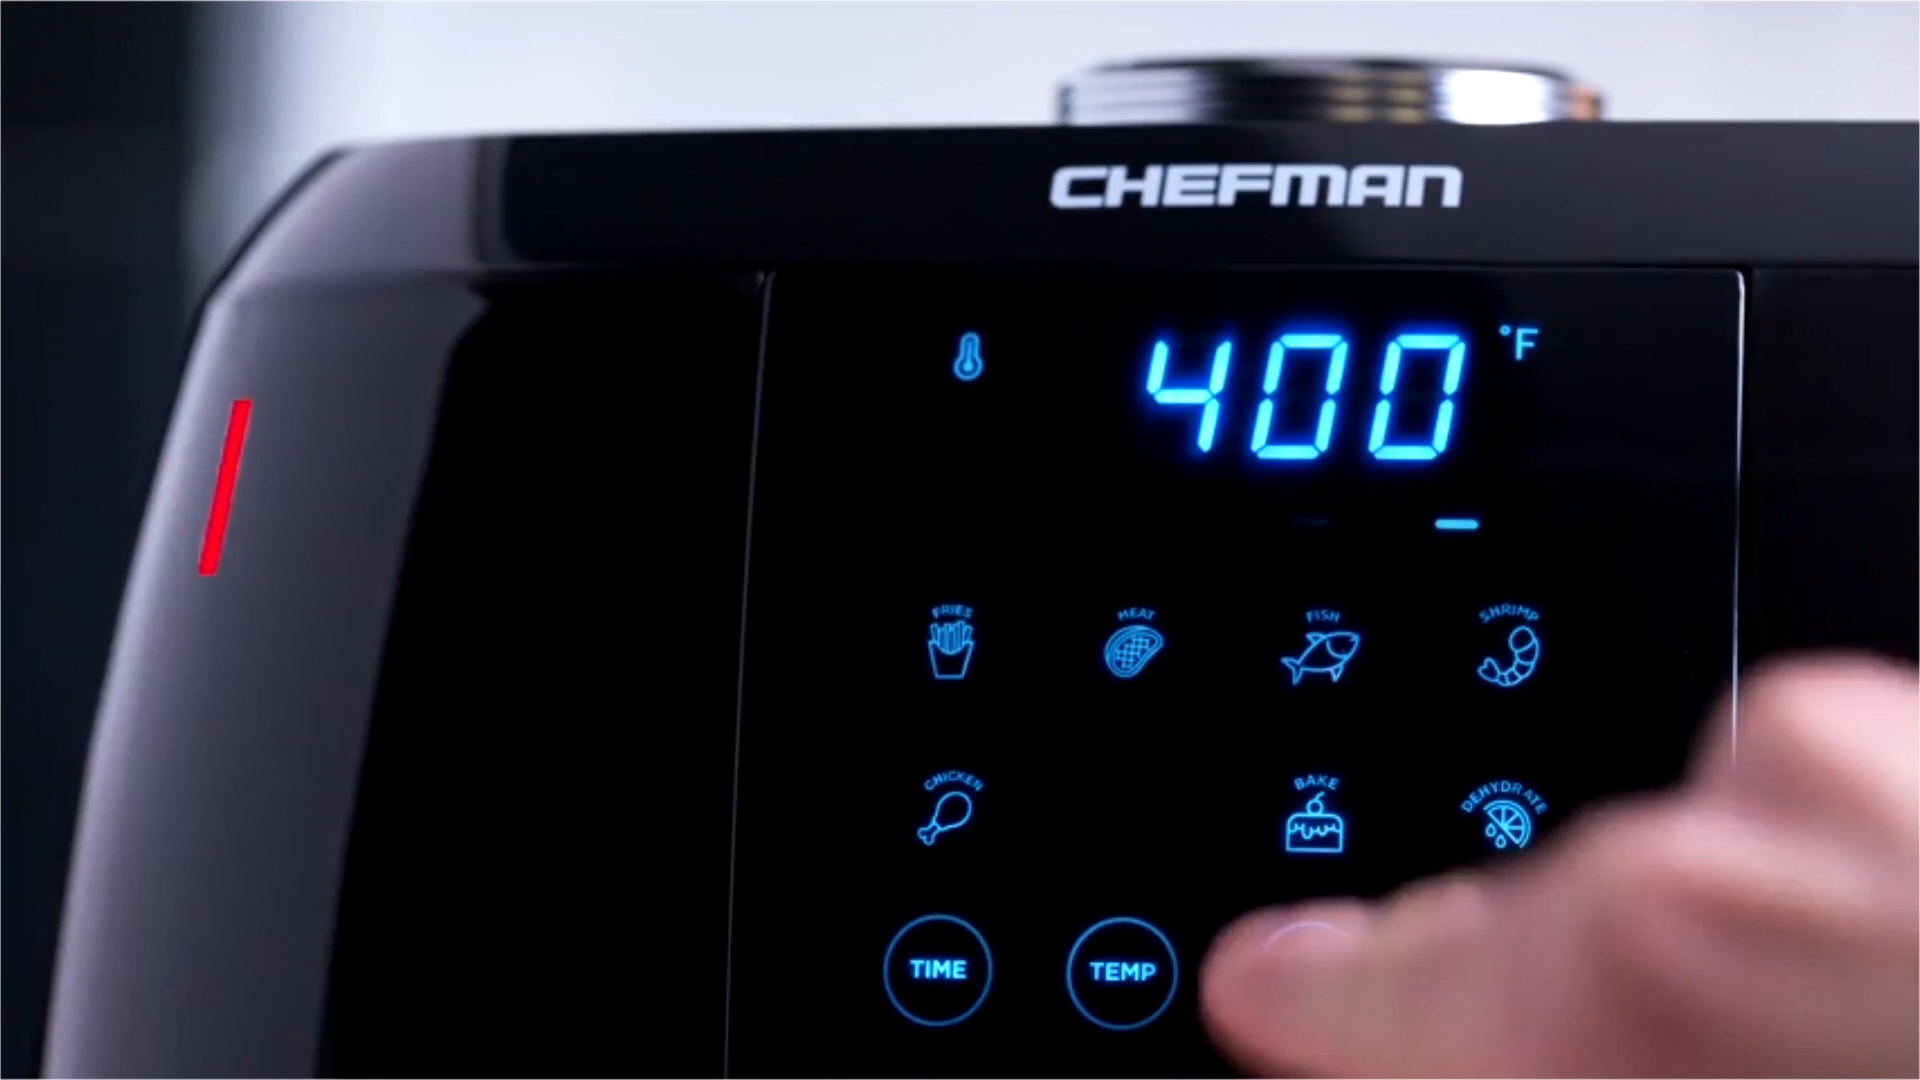 CHEFMAN
400 °F
FRIES MEAT FISH SHRIMP
CHICKEN BAKE DEHYDRATE
TIME TEMP